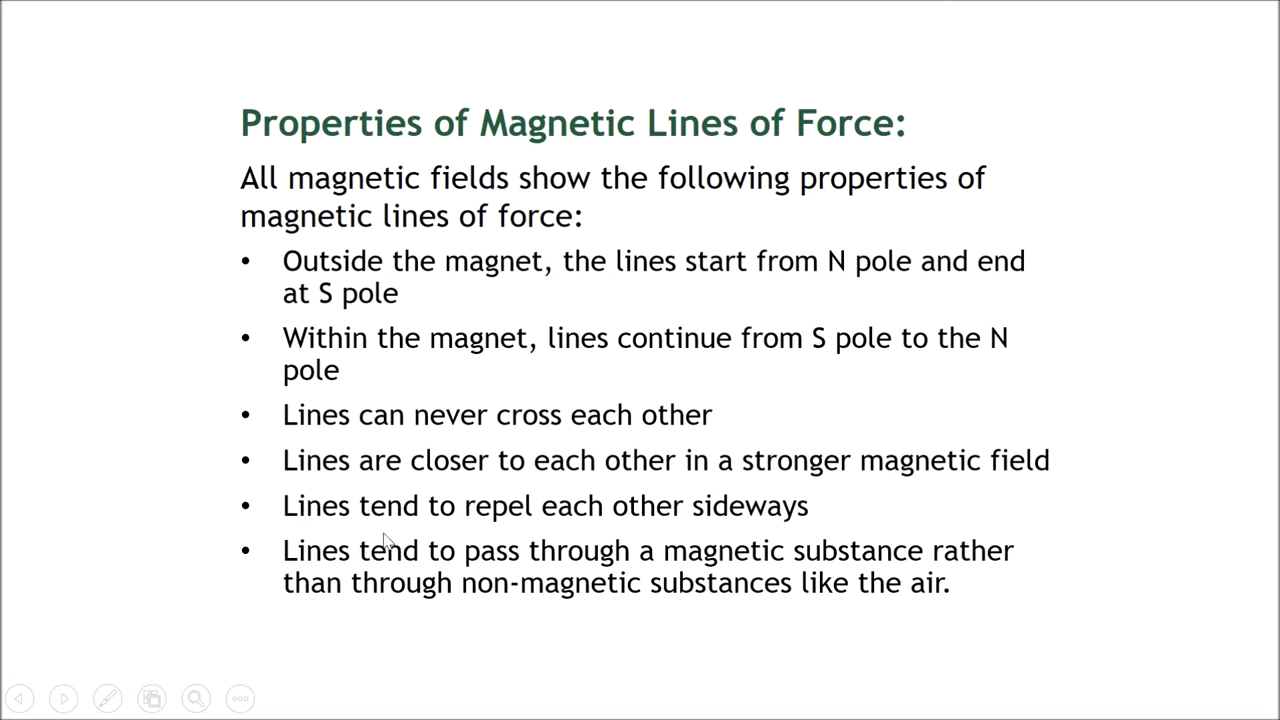 Properties of Magnetic Lines of Force:
All magnetic fields show the following properties of
magnetic lines of force:
• Outside the magnet, the lines start from N pole and end
at S pole
• Within the magnet, lines continue from S pole to the N
pole
• Lines can never cross each other
• Lines are closer to each other in a stronger magnetic field
• Lines tend to repel each other sideways
• Lines tend to pass through a magnetic substance rather
than through non-magnetic substances like the air.